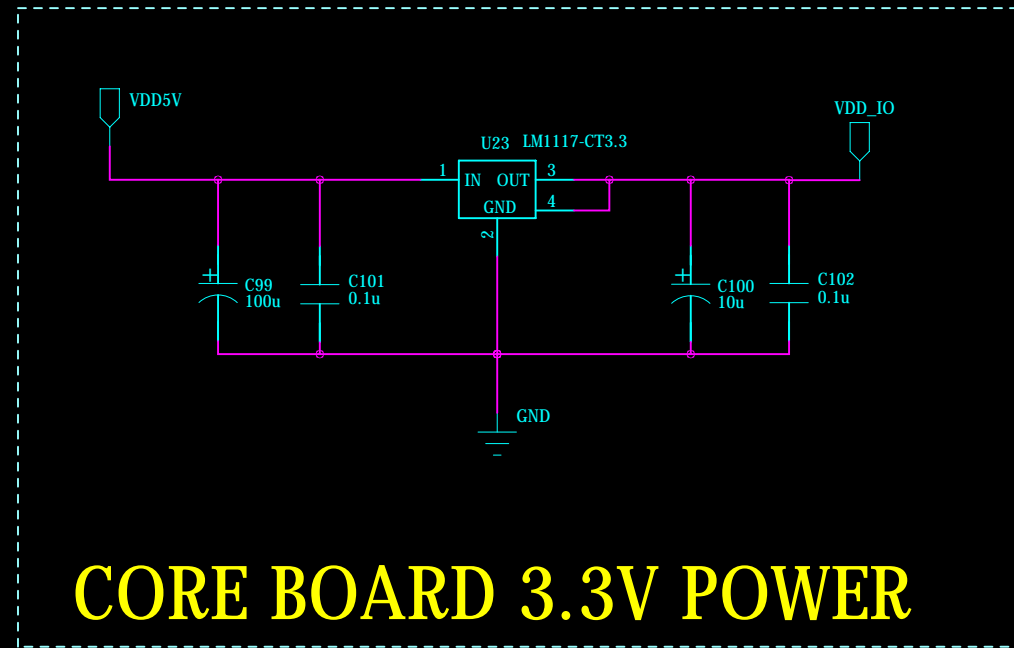 VDD5V
VDD_IO
U23 LM1117-CT3.3
1
3
IN OUT
GND
4
2
C99
100u
C101
0.1u
C100
10u
C102
0.1u
GND
CORE BOARD 3.3V POWER